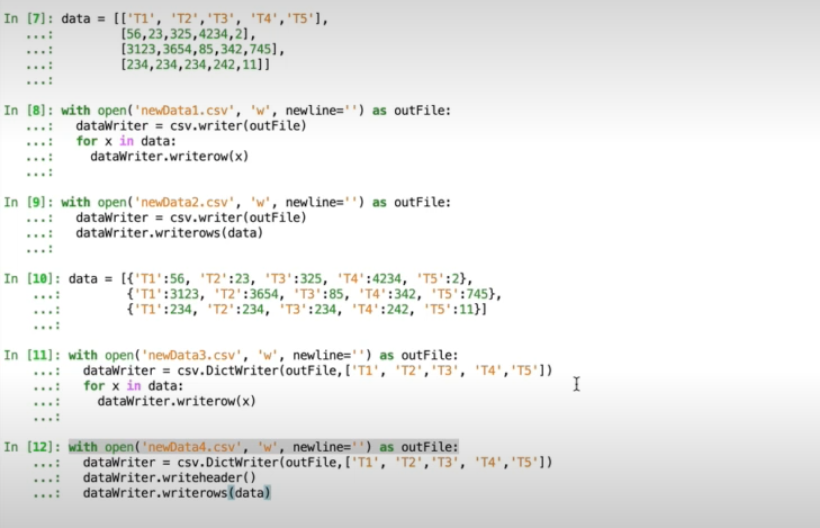 In [7]: data = [['T1', 'T2','T3', 'T4','T5'],
   ...:         [56,23,325,4234,2],
   ...:         [3123,3654,85,342,745],
   ...:         [234,234,234,242,11]]
   ...:
In [8]: with open('newData1.csv', 'w', newline='') as outFile:
   ...:   dataWriter = csv.writer(outFile)
   ...:   for x in data:
   ...:     dataWriter.writerow(x)
   ...:
In [9]: with open('newData2.csv', 'w', newline='') as outFile:
   ...:   dataWriter = csv.writer(outFile)
   ...:   dataWriter.writerows(data)
   ...:
In [10]: data = [{'T1':56, 'T2':23, 'T3':325, 'T4':4234, 'T5':2},
    ...:         {'T1':3123, 'T2':3654, 'T3':85, 'T4':342, 'T5':745},
    ...:         {'T1':234, 'T2':234, 'T3':234, 'T4':242, 'T5':11}]
    ...:
In [11]: with open('newData3.csv', 'w', newline='') as outFile:
    ...:   dataWriter = csv.DictWriter(outFile,['T1', 'T2','T3', 'T4','T5'])
    ...:   for x in data:
    ...:     dataWriter.writerow(x)
    ...:
In [12]: with open('newData4.csv', 'w', newline='') as outFile:
    ...:   dataWriter = csv.DictWriter(outFile,['T1', 'T2','T3', 'T4','T5'])
    ...:   dataWriter.writeheader()
    ...:   dataWriter.writerows(data)